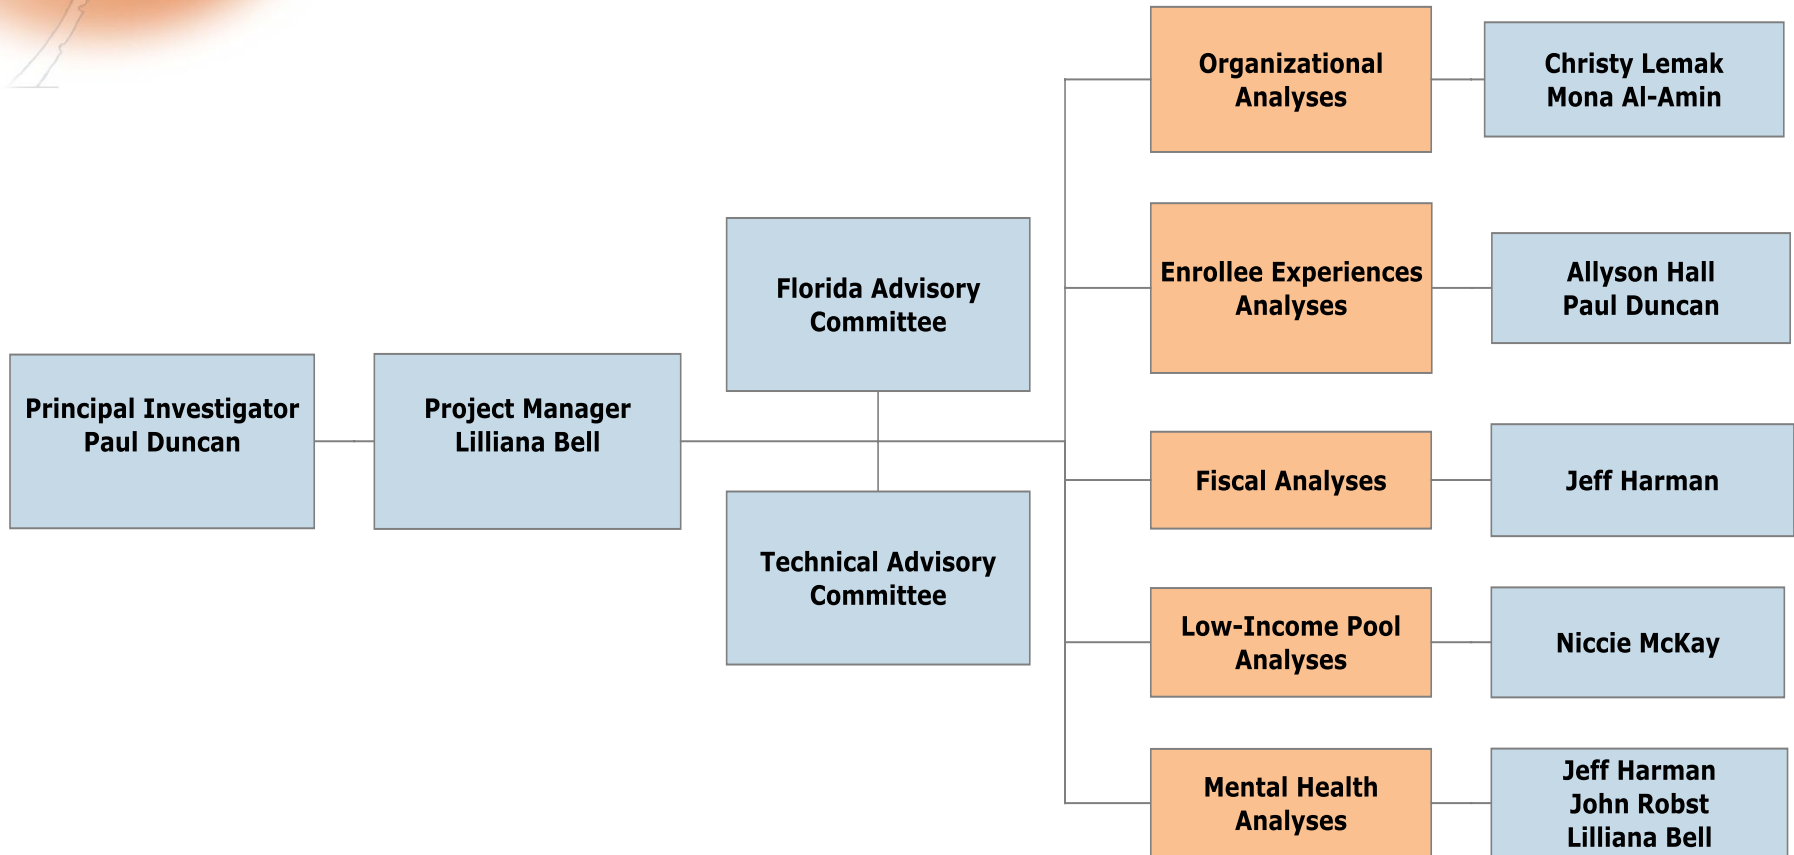 Principal Investigator
Paul Duncan
Project Manager
Lilliana Bell
Florida Advisory
Committee
Technical Advisory
Committee
Organizational
Analyses
Christy Lemak
Mona Al-Amin
Enrollee Experiences
Analyses
Allyson Hall
Paul Duncan
Fiscal Analyses
Jeff Harman
Low-Income Pool
Analyses
Niccie McKay
Mental Health
Analyses
Jeff Harman
John Robst
Lilliana Bell